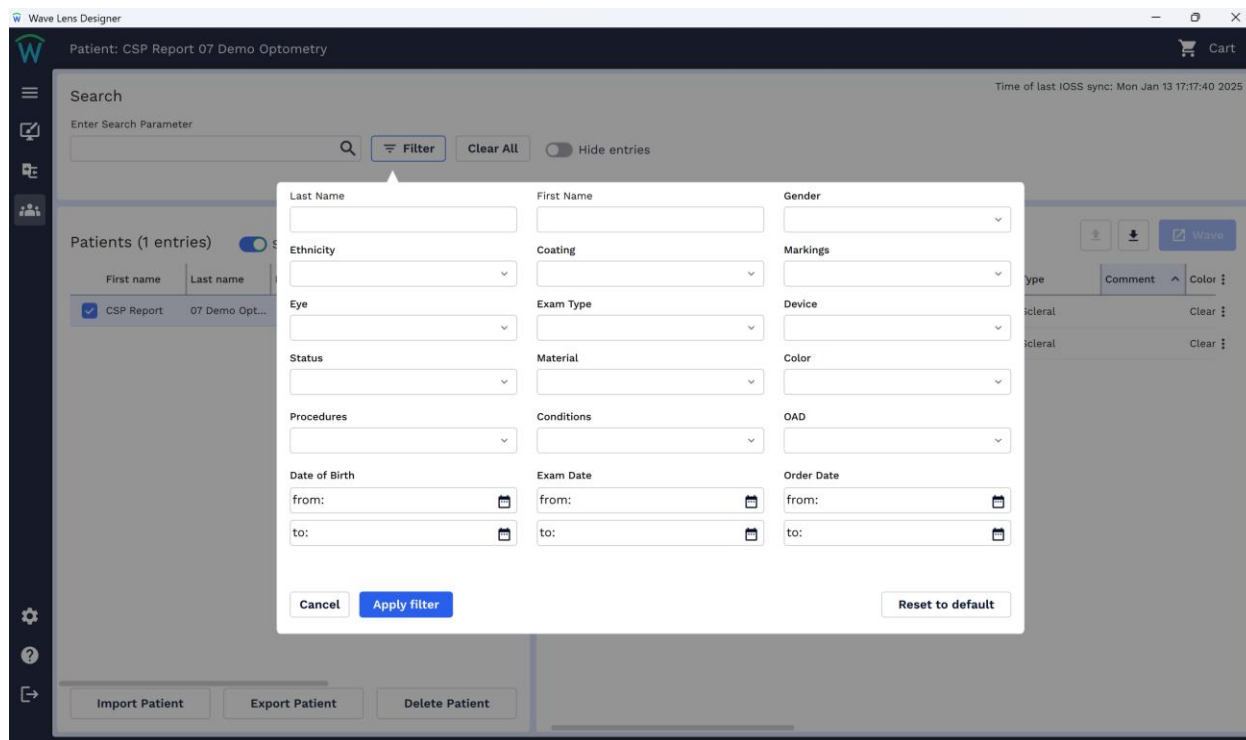 Wave Lens Designer
Patient: CSP Report 07 Demo Optometry
Cart
Search
Time of last IOSS sync: Mon Jan 13 17:17:40 2025
Enter Search Parameter
Filter
Clear All
Hide entries
Last Name
First Name
Gender
Ethnicity
Coating
Markings
Eye
Exam Type
Device
Status
Material
Color
Procedures
Conditions
OAD
Date of Birth
Exam Date
Order Date
from:
from:
from:
to:
to:
to:
Cancel
Apply filter
Reset to default
Patients (1 entries)
Wave
First name
Last name
Comment
Color
CSP Report
07 Demo Opt...
Scleral
Clear
Scleral
Clear
Import Patient
Export Patient
Delete Patient